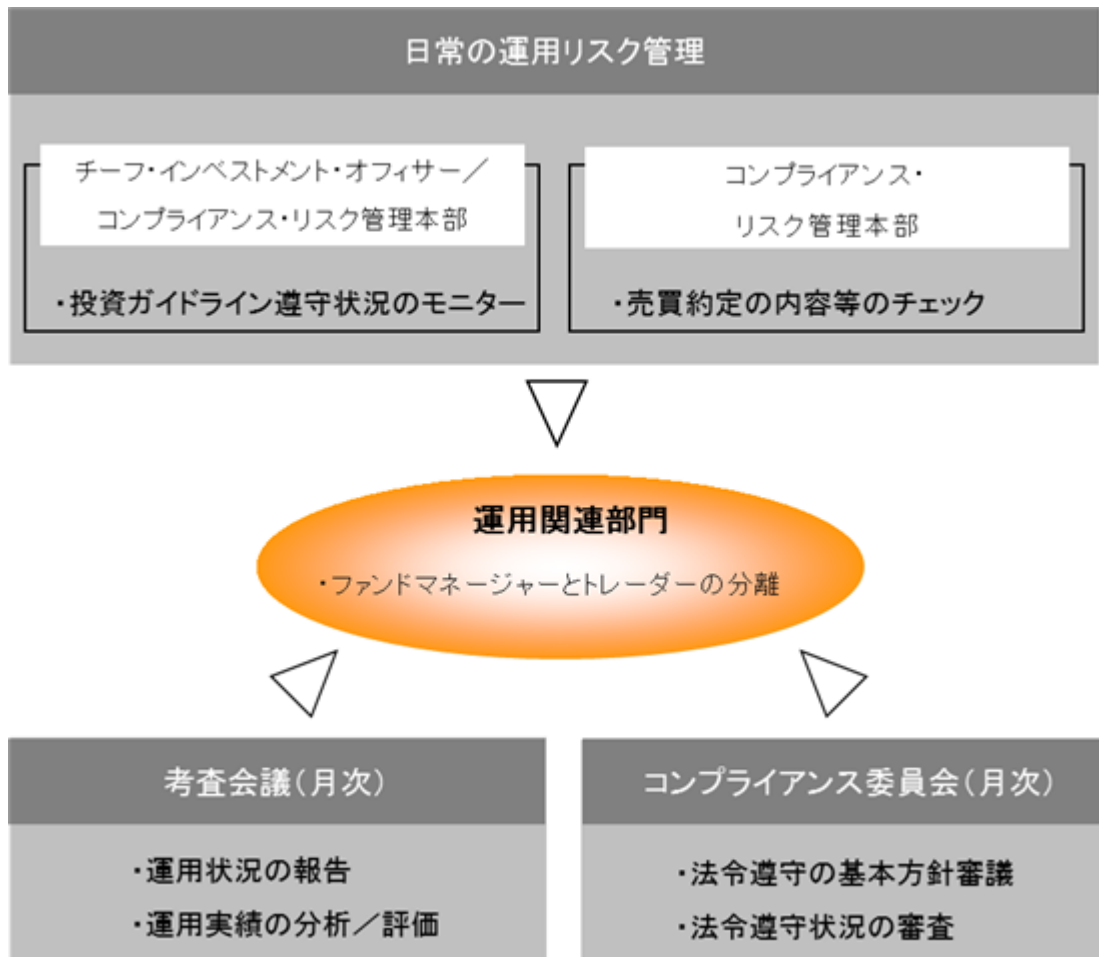 日常の運用リスク管理
チーフ・インベストメント・オフィサー／
コンプライアンス・リスク管理本部
・投資ガイドライン遵守状況のモニター
コンプライアンス・
リスク管理本部
・売買約定の内容等のチェック
運用関連部門
・ファンドマネージャーとトレーダーの分離
考査会議(月次)
・運用状況の報告
・運用実績の分析／評価
コンプライアンス委員会(月次)
・法令遵守の基本方針審議
・法令遵守状況の審査